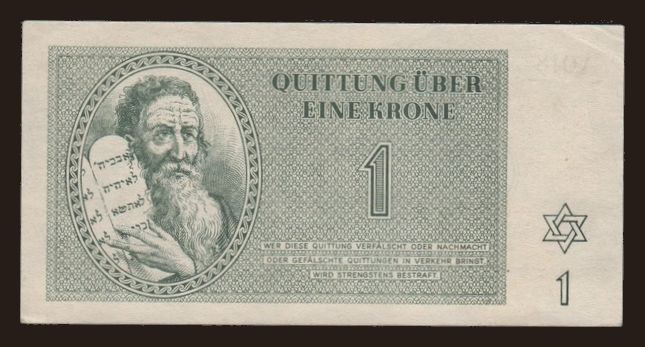 QUITTUNG ÜBER
EINE KRONE
1
WER DIESE QUITTUNG VERFÄLSCHT ODER NACHMACHT
ODER GEFÄLSCHTE QUITTUNGEN IN VERKEHR BRINGT,
WIRD STRENGSTENS BESTRAFT.
1